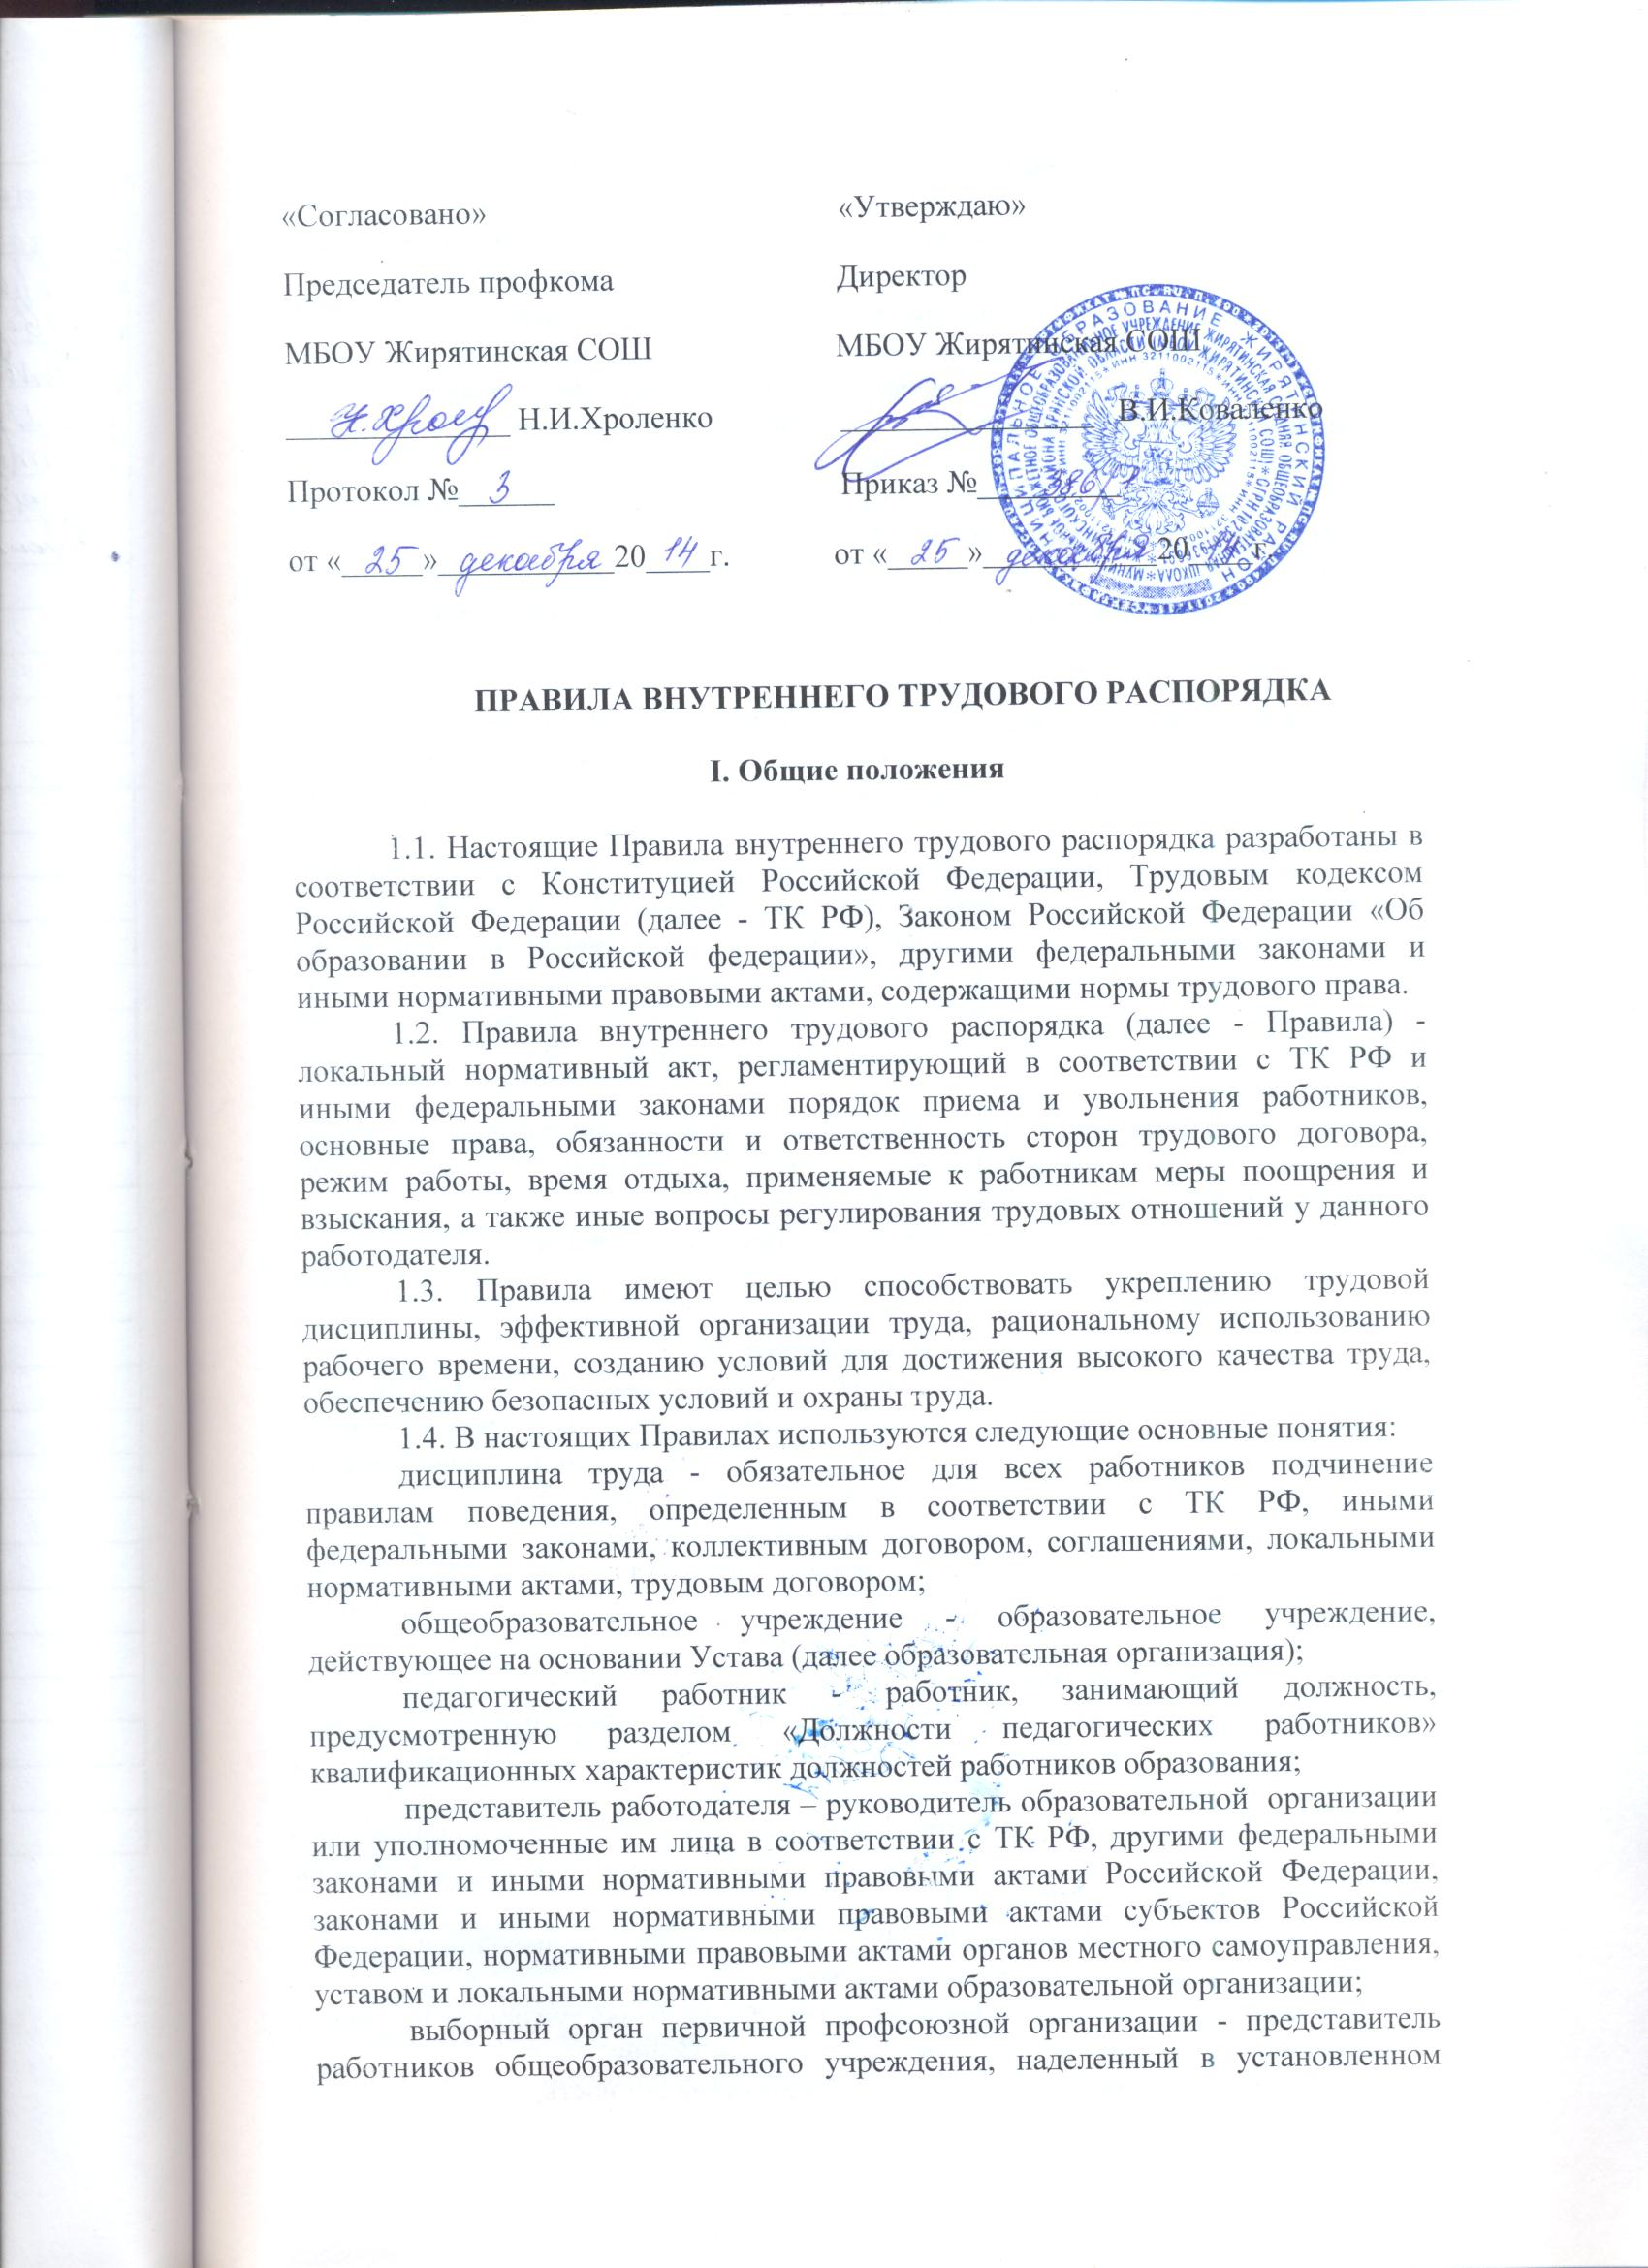 «Согласовано»
Председатель профкома
МБОУ Жирятинская СОШ
Н.Хрол Н.И.Хроленко
Протокол № 3
от « 25 » декабря 20 14 г.
«Утверждаю»
Директор
МБОУ Жирятинская СОШ
В.И.Коваленко
Приказ № 386
от « 25 » декабря 20 14 г.
ПРАВИЛА ВНУТРЕННЕГО ТРУДОВОГО РАСПОРЯДКА
I. Общие положения
1.1. Настоящие Правила внутреннего трудового распорядка разработаны в
соответствии с Конституцией Российской Федерации, Трудовым кодексом
Российской Федерации (далее - ТК РФ), Законом Российской Федерации «Об
образовании в Российской федерации», другими федеральными законами и
иными нормативными правовыми актами, содержащими нормы трудового права.
1.2. Правила внутреннего трудового распорядка (далее - Правила) -
локальный нормативный акт, регламентирующий в соответствии с ТК РФ и
иными федеральными законами порядок приема и увольнения работников,
основные права, обязанности и ответственность сторон трудового договора,
режим работы, время отдыха, применяемые к работникам меры поощрения и
взыскания, а также иные вопросы регулирования трудовых отношений у данного
работодателя.
1.3. Правила имеют целью способствовать укреплению трудовой
дисциплины, эффективной организации труда, рациональному использованию
рабочего времени, созданию условий для достижения высокого качества труда,
обеспечению безопасных условий и охраны труда.
1.4. В настоящих Правилах используются следующие основные понятия:
дисциплина труда - обязательное для всех работников подчинение
правилам поведения, определенным в соответствии с ТК РФ, иными
федеральными законами, коллективным договором, соглашениями, локальными
нормативными актами, трудовым договором;
общеобразовательное учреждение - образовательное учреждение,
действующее на основании Устава (далее образовательная организация);
педагогический работник - работник, занимающий должность,
предусмотренную разделом «Должности педагогических работников»
квалификационных характеристик должностей работников образования;
представитель работодателя – руководитель образовательной организации
или уполномоченные им лица в соответствии с ТК РФ, другими федеральными
законами и иными нормативными правовыми актами Российской Федерации,
законами и иными нормативными правовыми актами субъектов Российской
Федерации, нормативными правовыми актами органов местного самоуправления,
уставом и локальными нормативными актами образовательной организации;
выборный орган первичной профсоюзной организации - представитель
работников общеобразовательного учреждения, наделенный в установленном